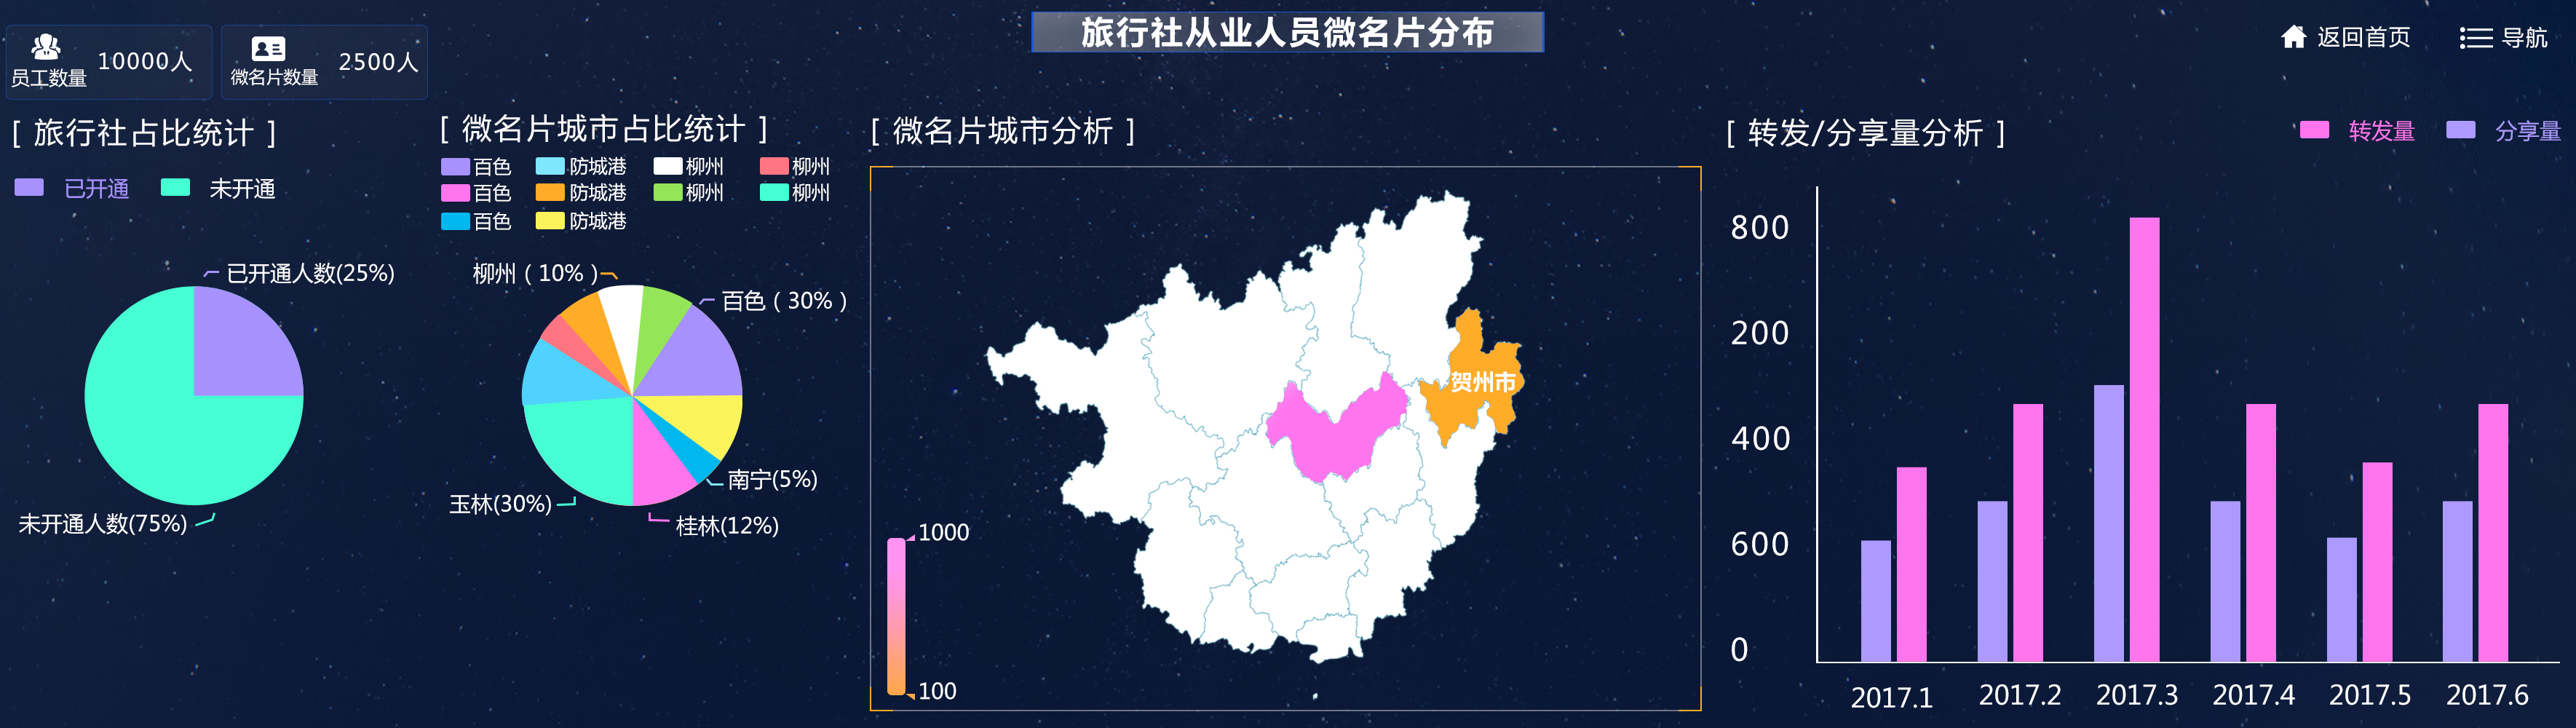 旅行社从业人员微名片分布
返回首页
导航
员工数量
10000人
微名片数量
2500人
[ 旅行社占比统计 ]
已开通
未开通
已开通人数(25%)
未开通人数(75%)
[ 微名片城市占比统计 ]
百色 防城港 柳州 柳州
百色 防城港 柳州 柳州
百色 防城港
柳州（10%）
百色（30%）
南宁(5%)
玉林(30%)
桂林(12%)
[ 微名片城市分析 ]
贺州市
1000
100
[ 转发/分享量分析 ]
转发量
分享量
800
200
400
600
0
2017.1 2017.2 2017.3 2017.4 2017.5 2017.6